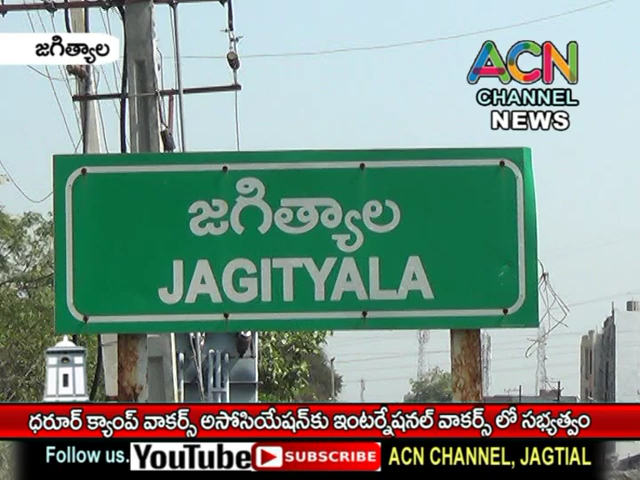 జగిత్యాల
ACN
CHANNEL
NEWS
జగిత్యాల
JAGITYALA
ధరూర్ క్యాంప్ వాకర్స్ అసోసియేషన్‌కు ఇంటర్నేషనల్ వాకర్స్ లో సభ్యత్వం
Follow us. YouTube SUBSCRIBE ACN CHANNEL, JAGTIAL